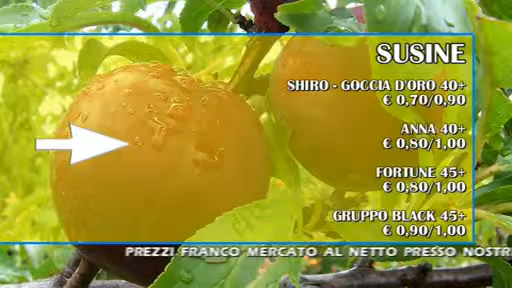 SUSINE
SHIRO - GOCCIA D'ORO 40+
€ 0,70/0,90
ANNA 40+
€ 0,80/1,00
FORTUNE 45+
€ 0,80/1,00
GRUPPO BLACK 45+
€ 0,90/1,00
PREZZI FRANCO MERCATO AL NETTO PRESSO NOSTR